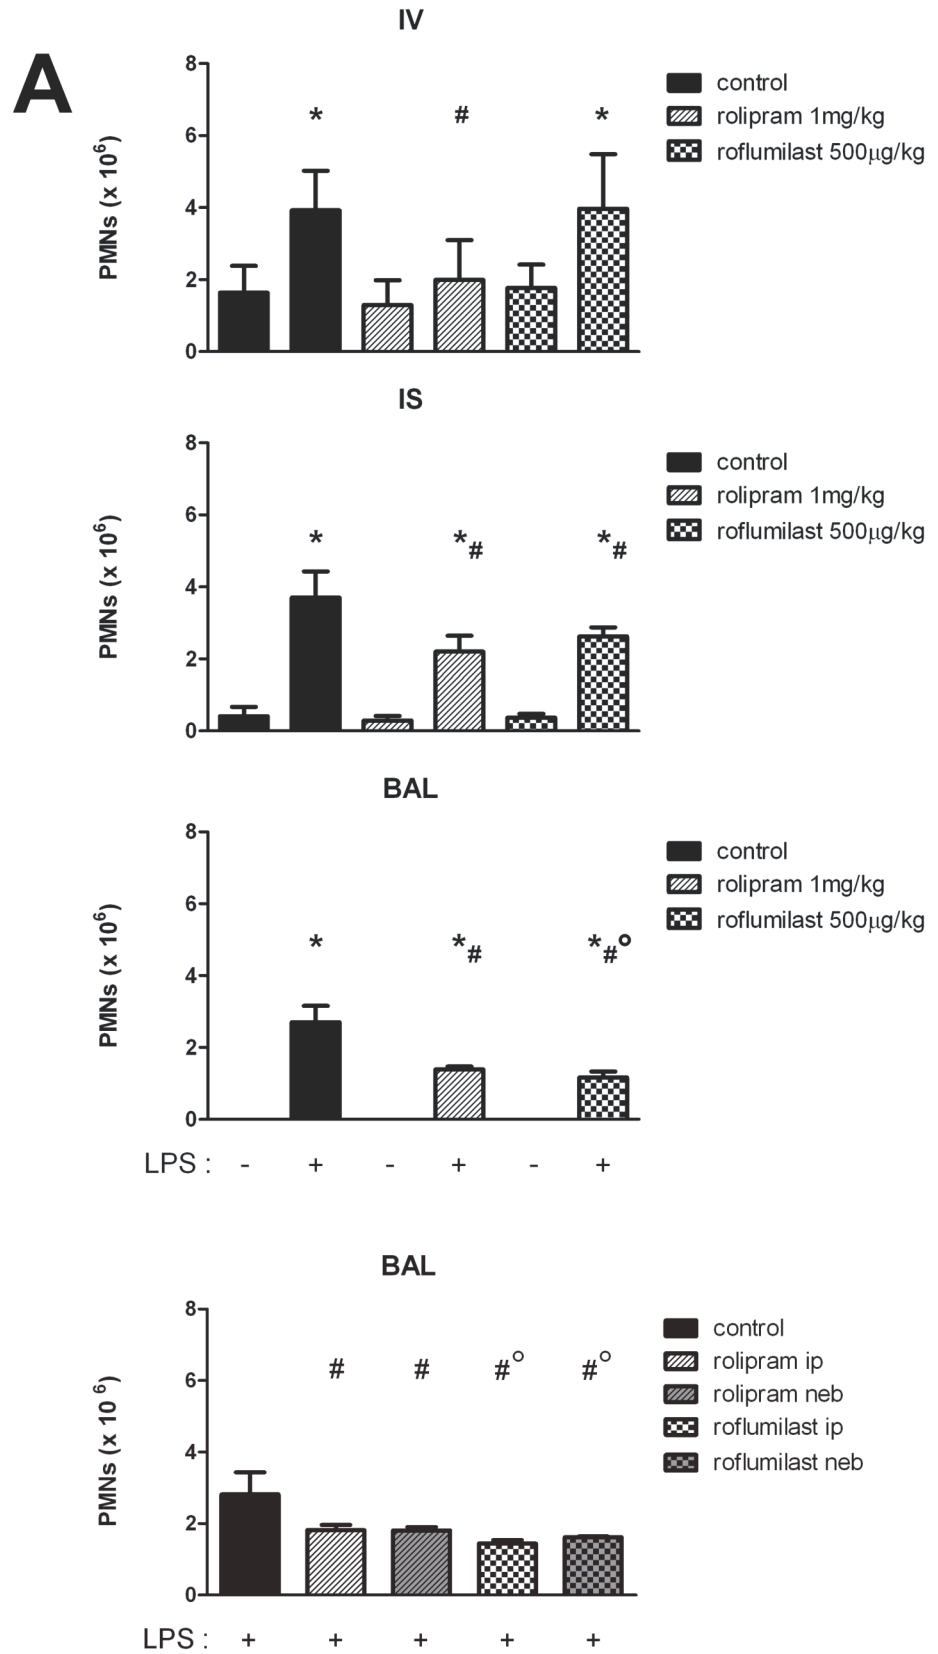 A
IV
PMNs (x 10⁶)
8
6
4
2
0
* # *
control
rolipram 1mg/kg
roflumilast 500μg/kg
IS
PMNs (x 10⁶)
8
6
4
2
0
* *# *#
control
rolipram 1mg/kg
roflumilast 500μg/kg
BAL
PMNs (x 10⁶)
8
6
4
2
0
* *# *#°
control
rolipram 1mg/kg
roflumilast 500μg/kg
LPS : - + - + - +
BAL
PMNs (x 10 ⁶)
8
6
4
2
0
# # #° #°
control
rolipram ip
rolipram neb
roflumilast ip
roflumilast neb
LPS : + + + + +